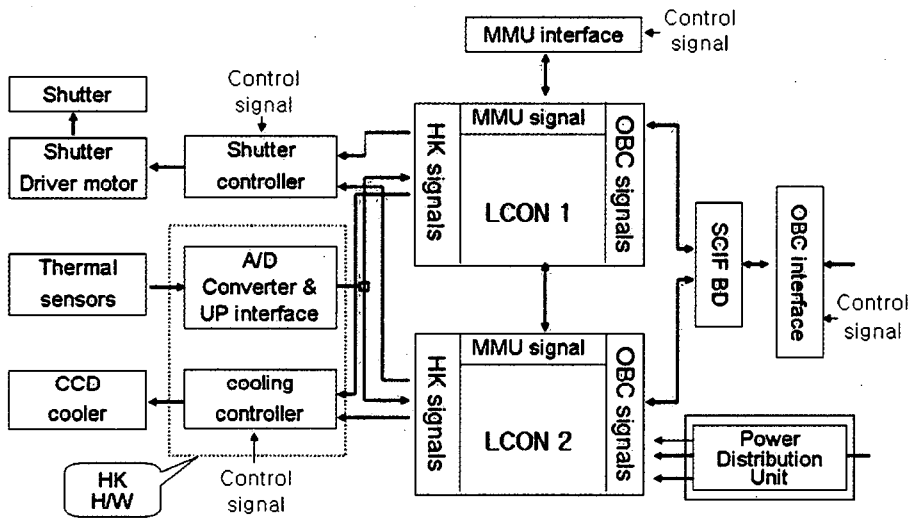 MMU interface
Control
signal
Shutter
Control
signal
Shutter
Driver motor
Shutter
controller
HK signals
MMU signal
LCON 1
OBC signals
SCIF BD
OBC interface
Control
signal
Thermal
sensors
A/D
Converter &
UP interface
CCD
cooler
cooling
controller
HK signals
MMU signal
LCON 2
OBC signals
Power
Distribution
Unit
HK
H/W
Control
signal